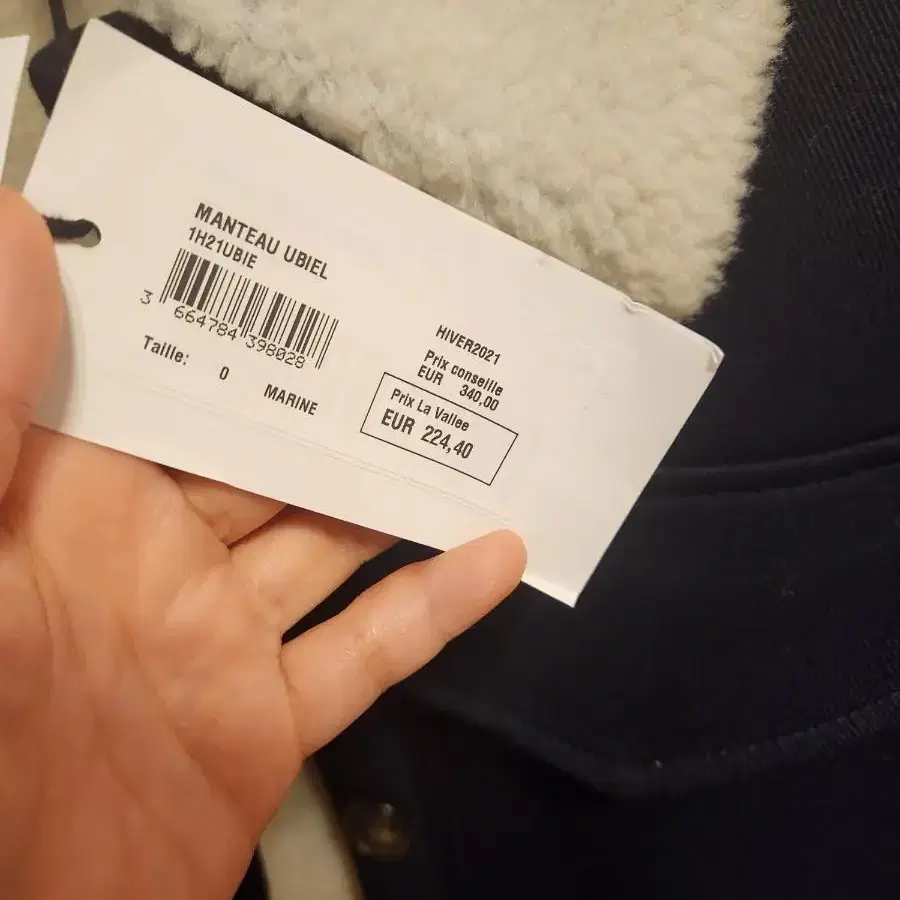 MANTEAU UBIEL
1H21UBIE
3 664784 398028
Taille: 0 MARINE
HIVER2021
Prix conseille
EUR 340,00
Prix La Vallee
EUR 224,40